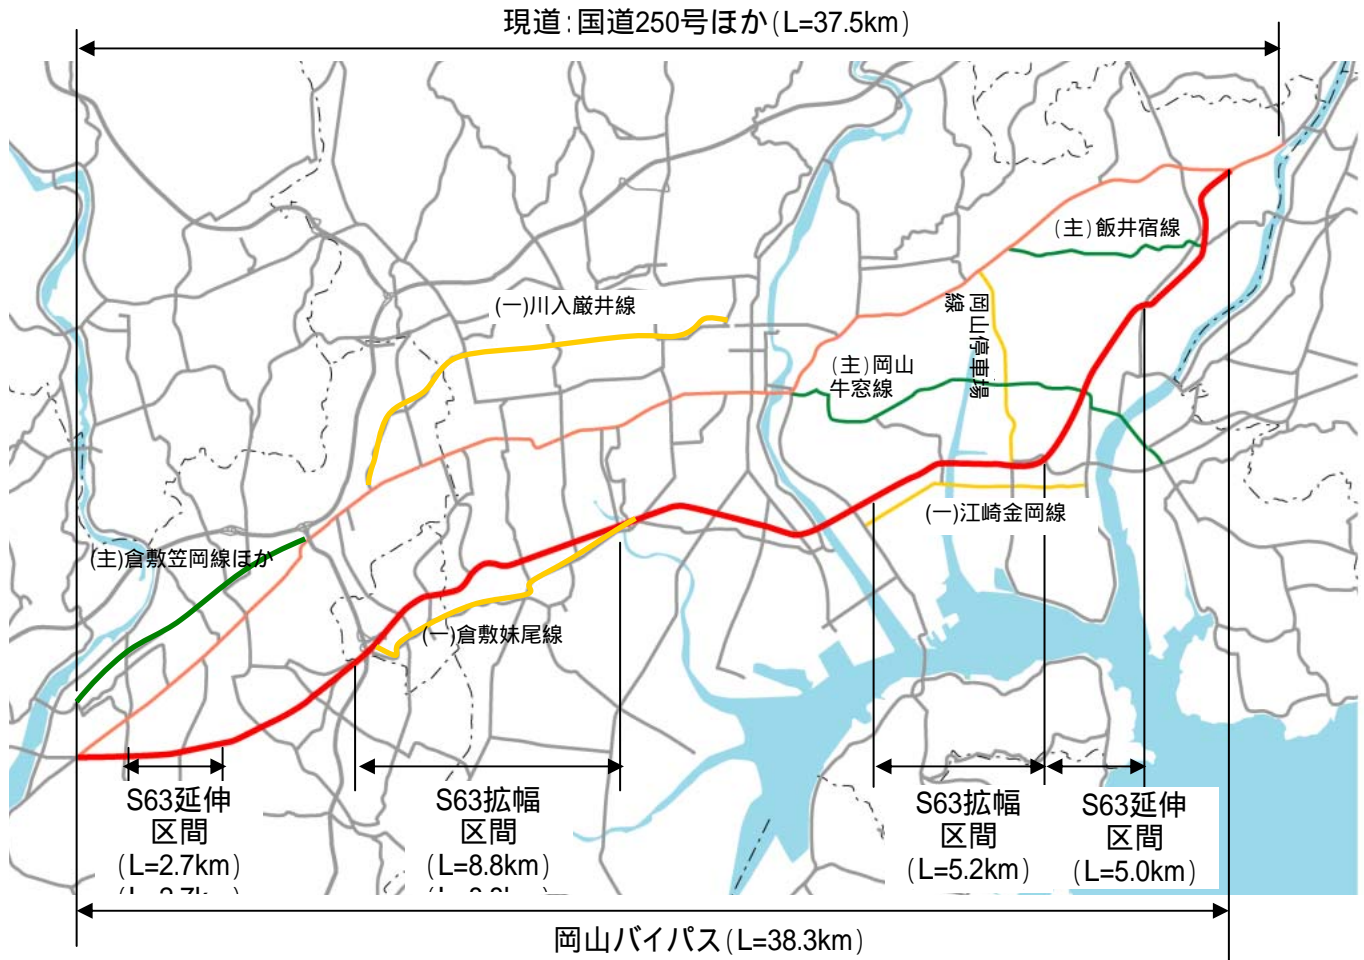 現道:国道250号ほか(L=37.5km)
(主)飯井宿線
(一)川入巌井線
岡山停車場
線
(主)岡山
牛窓線
(一)江崎金岡線
(主)倉敷笠岡線ほか
(一)倉敷妹尾線
S63延伸
区間
(L=2.7km)
S63拡幅
区間
(L=8.8km)
S63拡幅
区間
(L=5.2km)
S63延伸
区間
(L=5.0km)
岡山バイパス(L=38.3km)